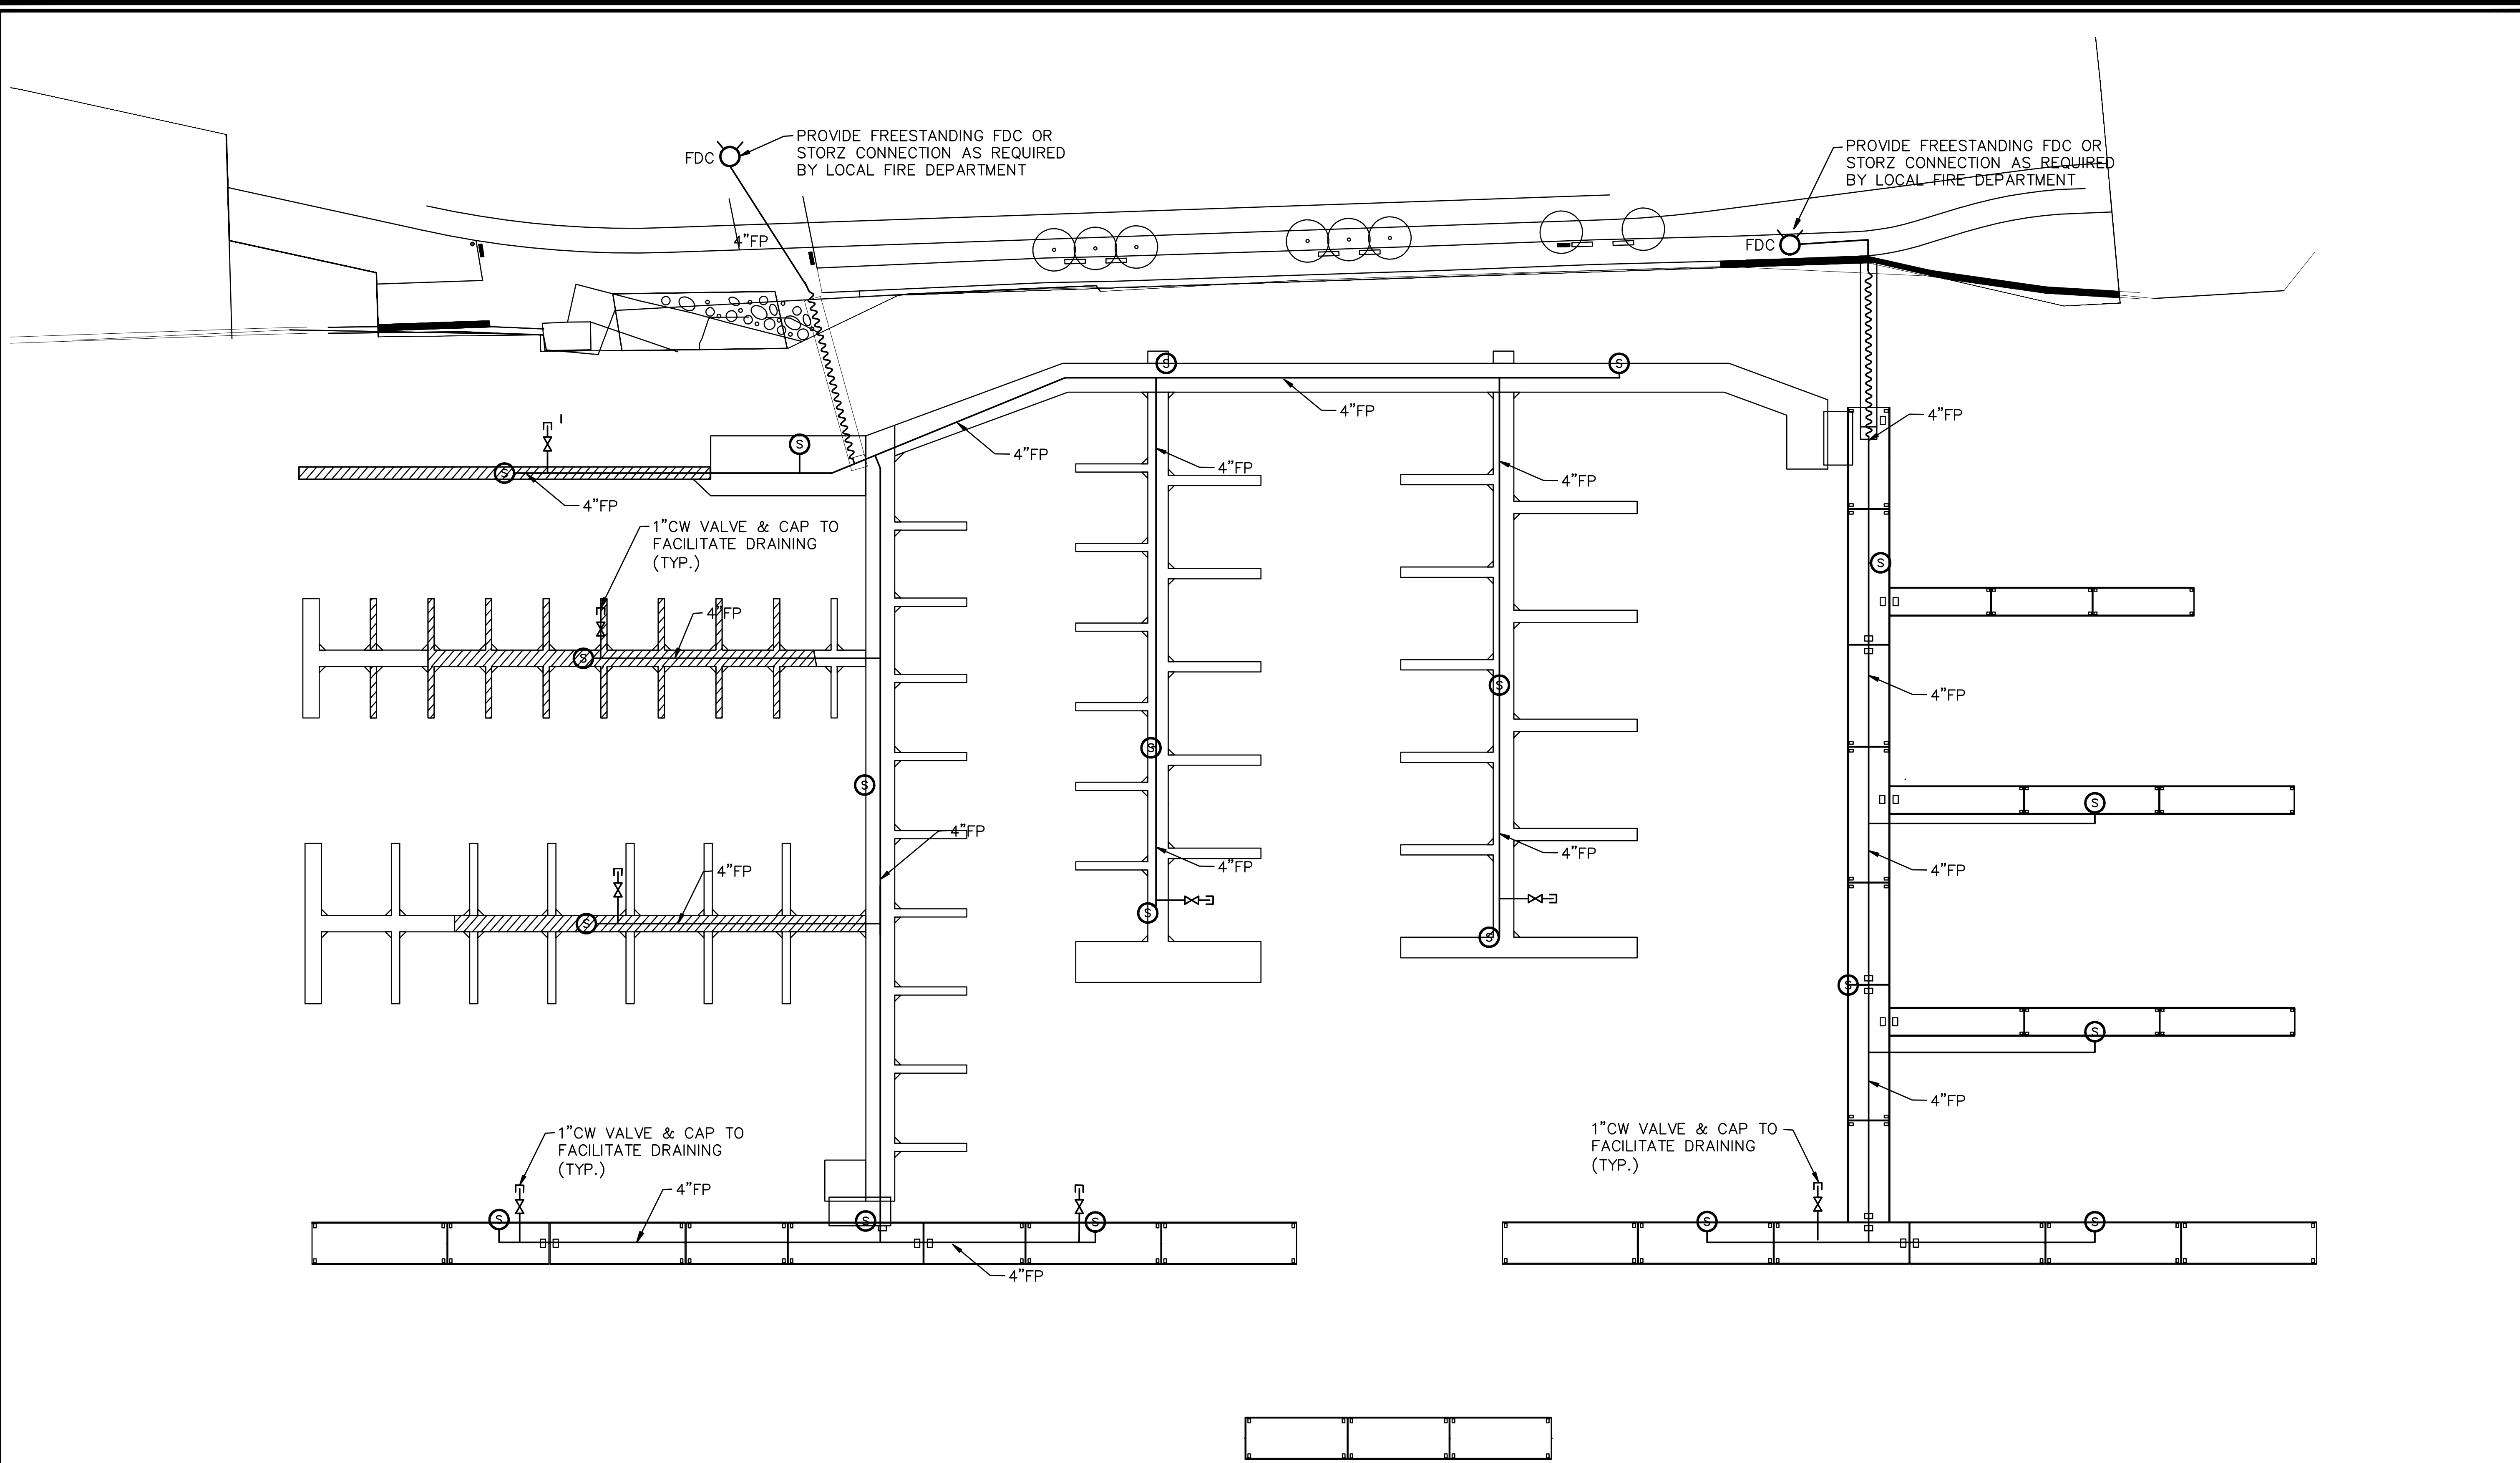 PROVIDE FREESTANDING FDC OR
STORZ CONNECTION AS REQUIRED
BY LOCAL FIRE DEPARTMENT
FDC
4"FP
PROVIDE FREESTANDING FDC OR
STORZ CONNECTION AS REQUIRED
BY LOCAL FIRE DEPARTMENT
FDC
S
S
4"FP
4"FP
S
4"FP
4"FP
4"FP
S
4"FP
4"FP
1"CW VALVE & CAP TO
FACILITATE DRAINING
(TYP.)
S
4"FP
S
S
4"FP
S
S
S
S
4"FP
4"FP
4"FP
4"FP
4"FP
S
S
S
S
S
4"FP
1"CW VALVE & CAP TO
FACILITATE DRAINING
(TYP.)
1"CW VALVE & CAP TO
FACILITATE DRAINING
(TYP.)
4"FP
S
S
S
S
S
4"FP